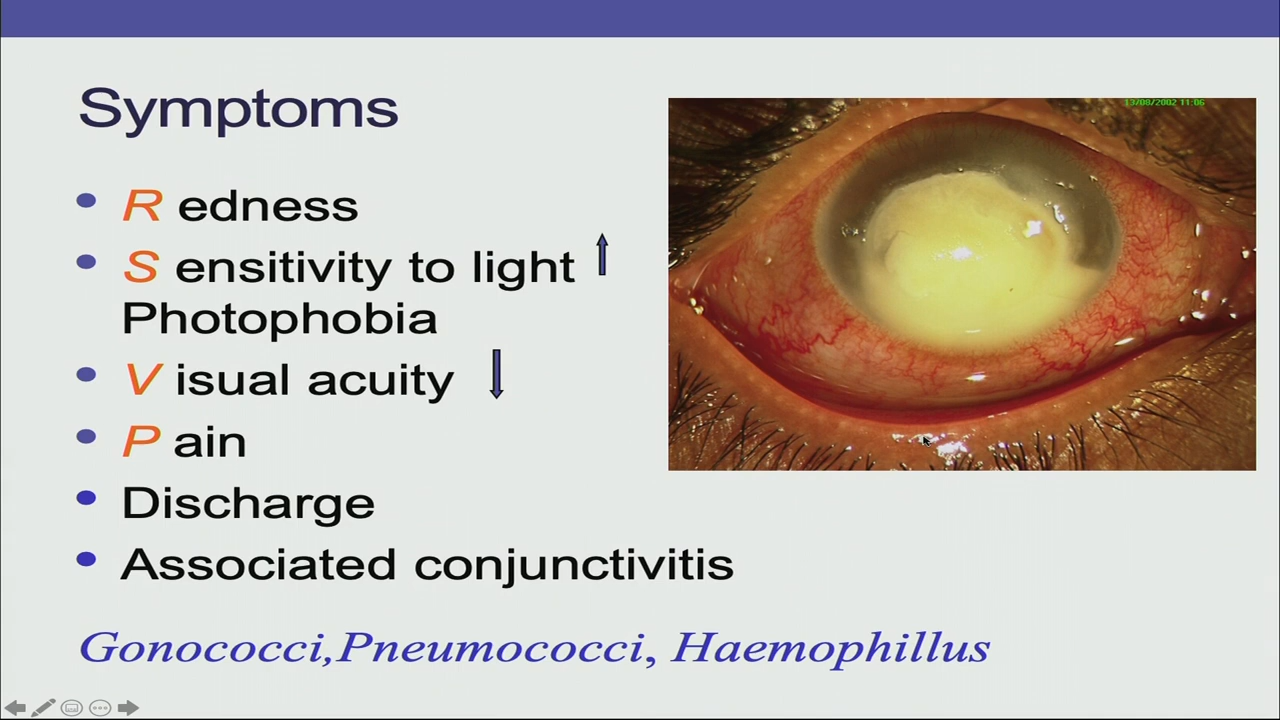 Symptoms
13/08/2002 11:06
R edness
S ensitivity to light
Photophobia
V isual acuity
P ain
Discharge
Associated conjunctivitis
Gonococci,Pneumococci, Haemophillus